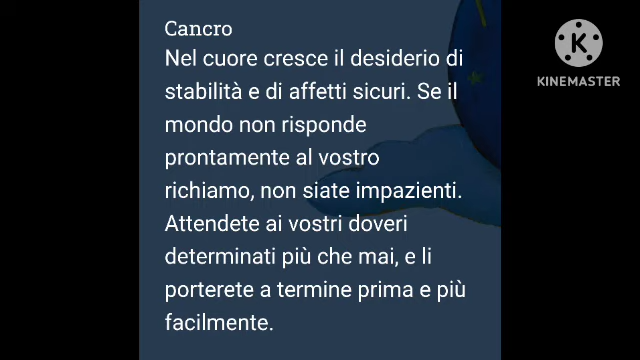 Cancro
Nel cuore cresce il desiderio di
stabilità e di affetti sicuri. Se il
mondo non risponde
prontamente al vostro
richiamo, non siate impazienti.
Attendete ai vostri doveri
determinati più che mai, e li
porterete a termine prima e più
facilmente.
K
KINEMASTER